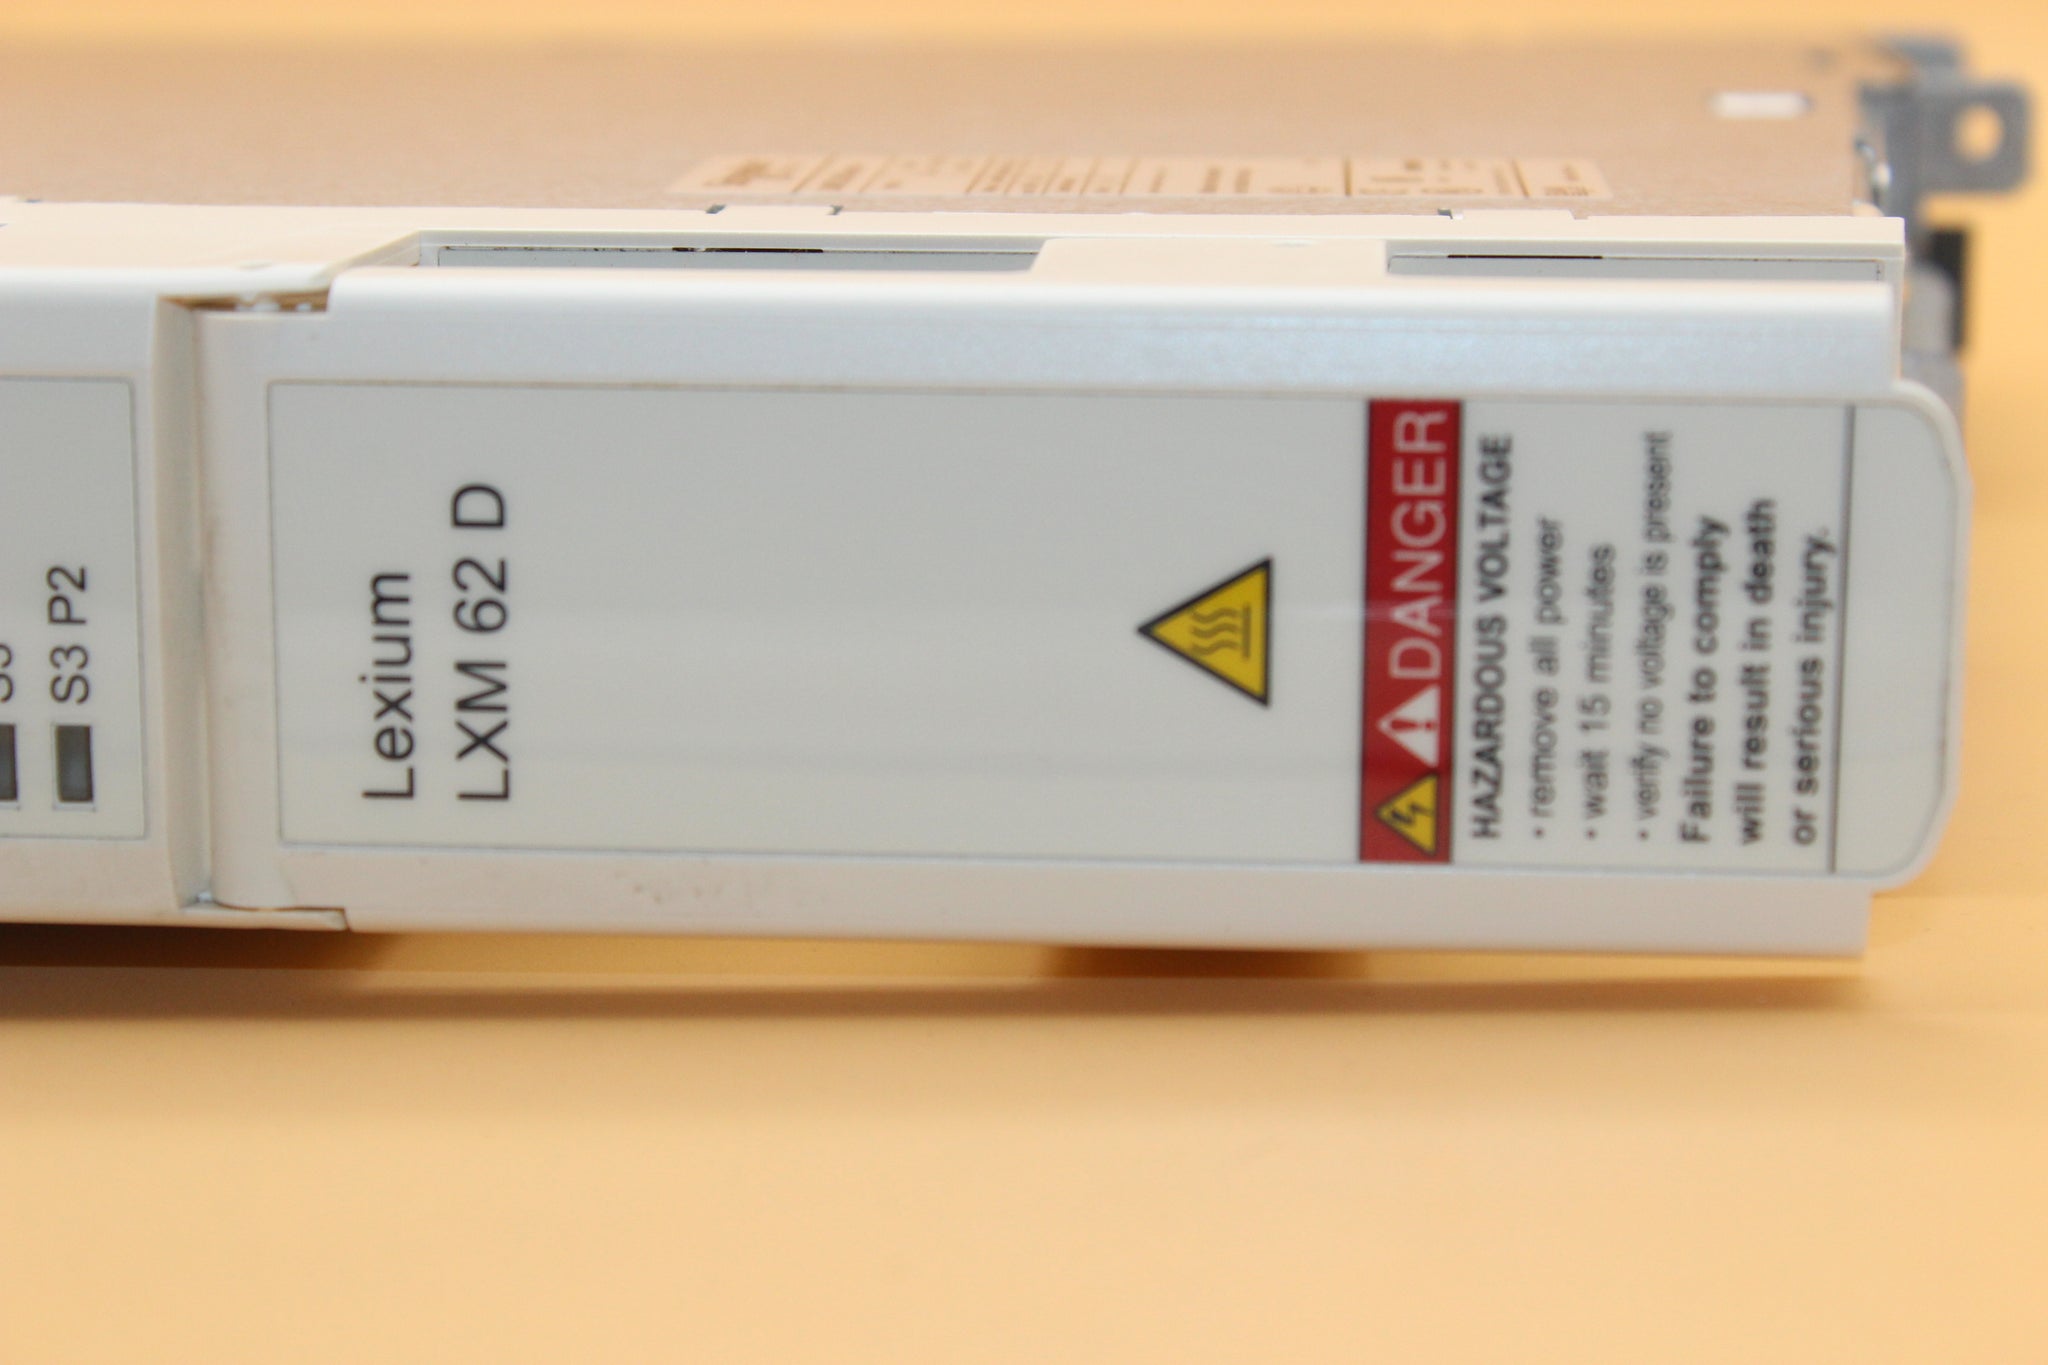 S3 P2
Lexium
LXM 62 D
DANGER
HAZARDOUS VOLTAGE
• remove all power
• wait 15 minutes
• verify no voltage is present
Failure to comply
will result in death
or serious injury.